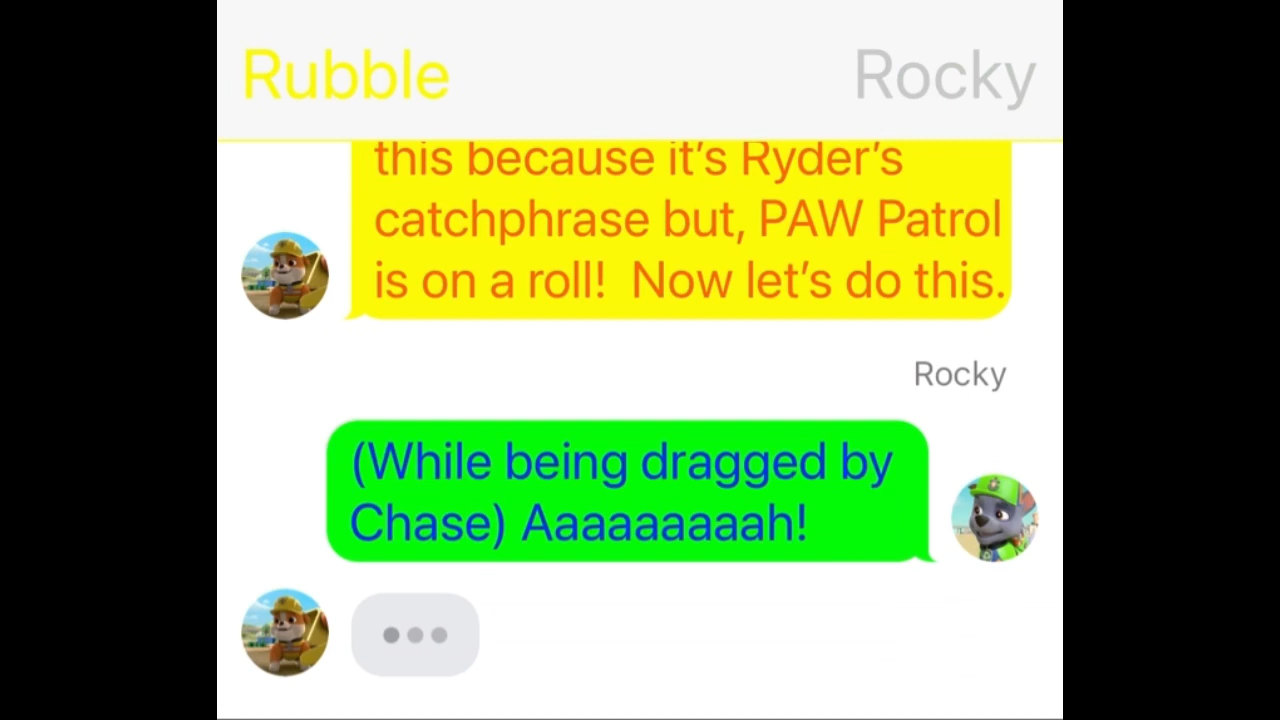 Rubble
Rocky
this because it’s Ryder’s
catchphrase but, PAW Patrol
is on a roll!  Now let’s do this.
Rocky
(While being dragged by
Chase) Aaaaaaaaah!